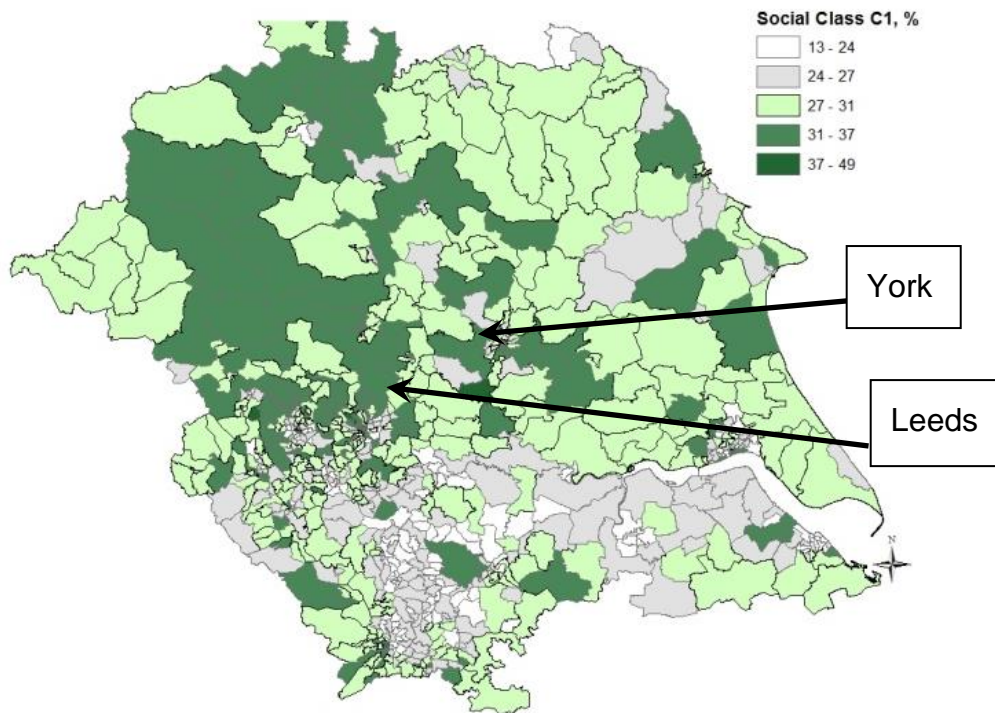 Social Class C1, %
13 - 24
24 - 27
27 - 31
31 - 37
37 - 49
York
Leeds
N